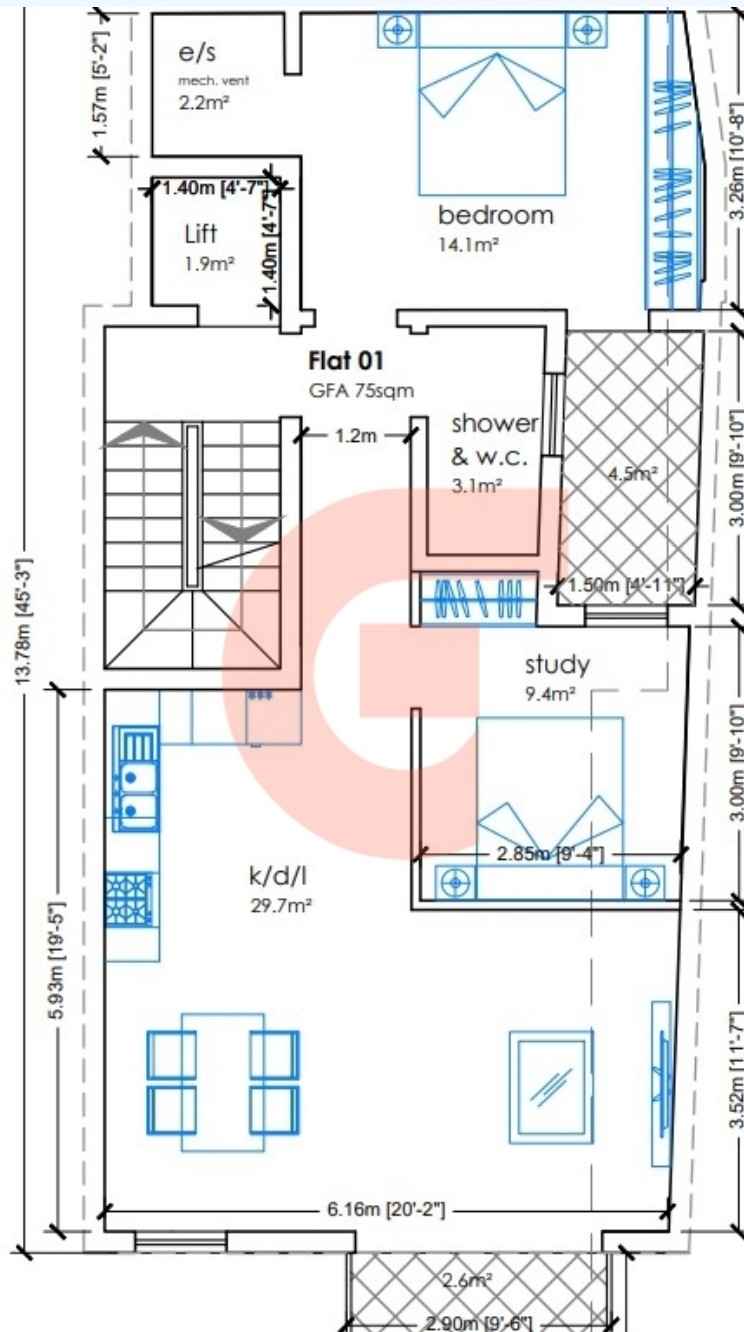 e/s
mech. vent
2.2m²
1.57m [5'-2"]
bedroom
14.1m²
3.26m [10'-8"]
1.40m [4'-7"]
Lift
1.9m²
1.40m [4'-7"]
Flat 01
GFA 75sqm
1.2m
shower
& w.c.
3.1m²
4.5m²
3.00m [9'-10"]
1.50m [4'-11"]
13.78m [45'-3"]
study
9.4m²
3.00m [9'-10"]
2.85m [9'-4"]
k/d/l
29.7m²
5.93m [19'-5"]
3.52m [11'-7"]
6.16m [20'-2"]
2.6m²
2.90m [9'-6"]